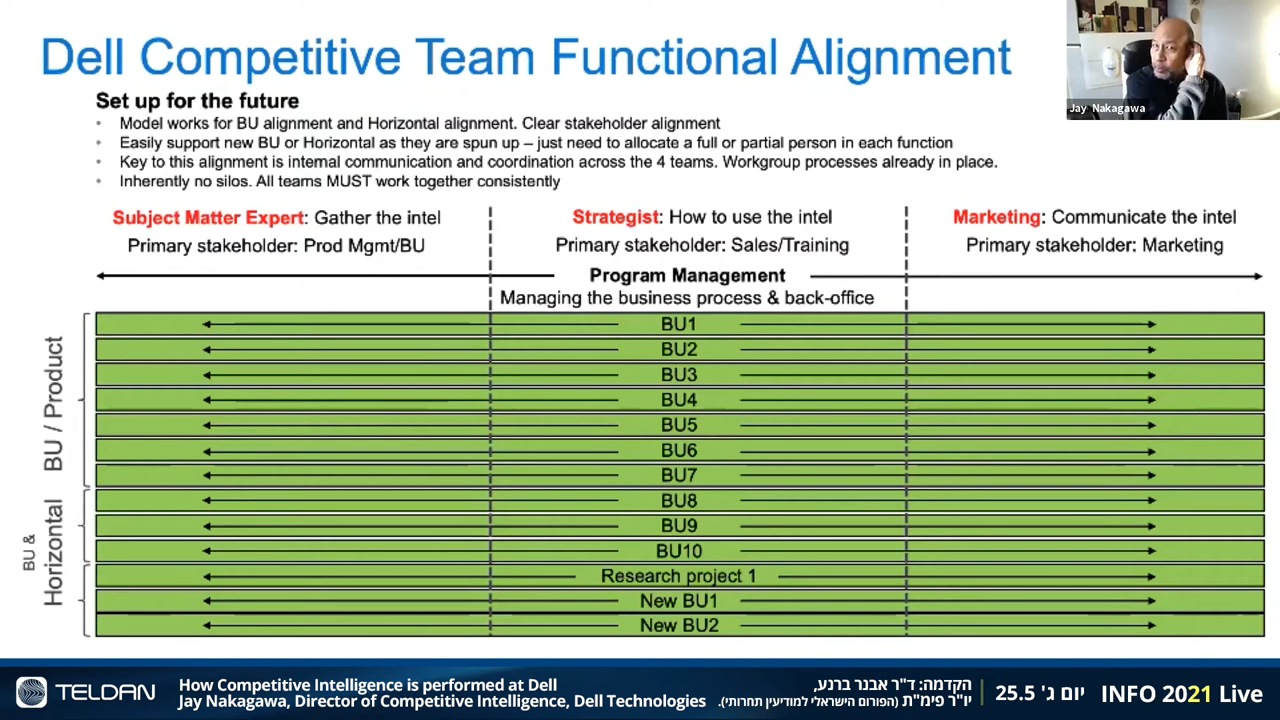 Dell Competitive Team Functional Alignment
Jay Nakagawa
Set up for the future
• Model works for BU alignment and Horizontal alignment. Clear stakeholder alignment
• Easily support new BU or Horizontal as they are spun up – just need to allocate a full or partial person in each function
• Key to this alignment is internal communication and coordination across the 4 teams. Workgroup processes already in place.
• Inherently no silos. All teams MUST work together consistently
Subject Matter Expert: Gather the intel
Primary stakeholder: Prod Mgmt/BU
Strategist: How to use the intel
Primary stakeholder: Sales/Training
Marketing: Communicate the intel
Primary stakeholder: Marketing
Program Management
Managing the business process & back-office
BU / Product
BU1
BU2
BU3
BU4
BU5
BU6
BU7
BU &
Horizontal
BU8
BU9
BU10
Research project 1
New BU1
New BU2
TELDAN
How Competitive Intelligence is performed at Dell
Jay Nakagawa, Director of Competitive Intelligence, Dell Technologies
הקדמה: ד"ר אבנר ברנע,
יו"ר פימ"ת (הפורום הישראלי למודיעין תחרותי).
יום ג' 25.5
INFO 2021 Live